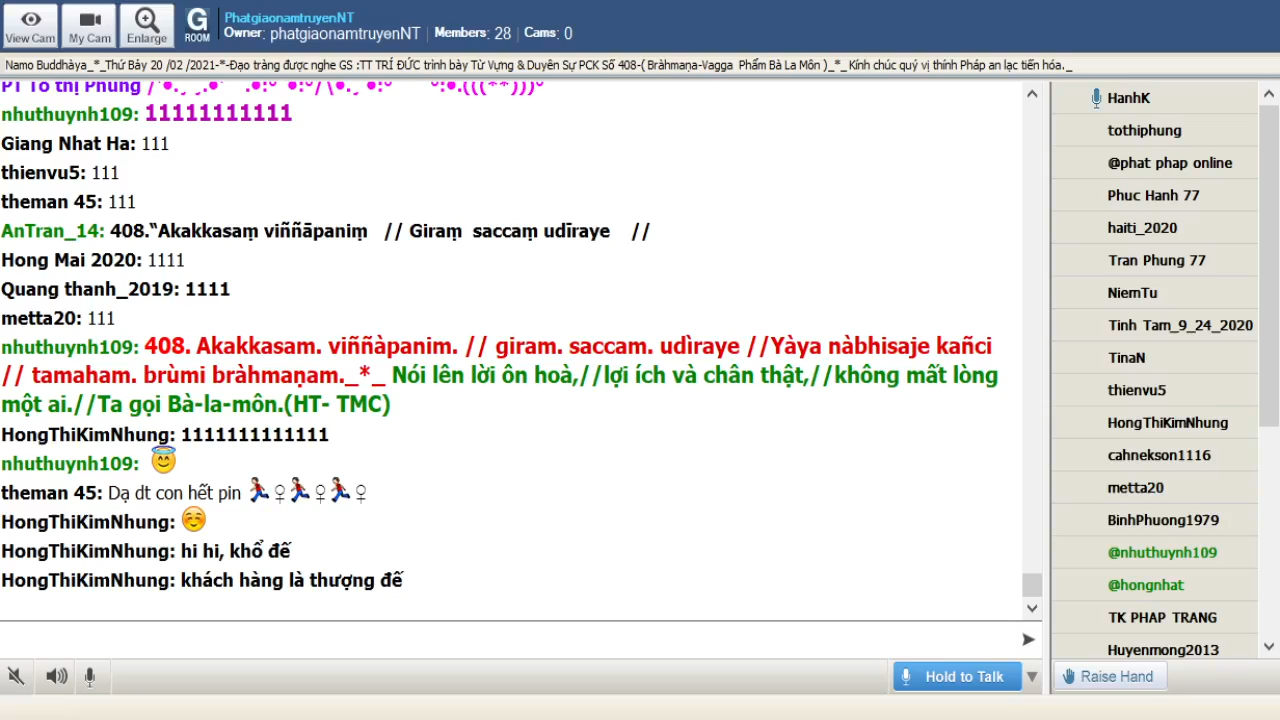 View Cam
My Cam
Enlarge
G
ROOM
PhatgiaonamtruyenNT
Owner: phatgiaonamtruyenNT | Members: 28 | Cams: 0
Namo Buddhàya_*_Thứ Bảy 20 /02 /2021-*-Đạo tràng được nghe GS :TT TRÍ ĐỨC trình bày Từ Vựng & Duyên Sự PCK Số 408-( Bràhmaṇa-Vagga Phẩm Bà La Môn )_*_ Kính chúc quý vị thính Pháp an lạc tiến hóa._
PT Tô thị Phung
nhuthuynh109: 11111111111
Giang Nhat Ha: 111
thienvu5: 111
theman 45: 111
AnTran_14: 408.“Akakkasaṃ viññāpaniṃ // Giraṃ saccaṃ udīraye //
Hong Mai 2020: 1111
Quang thanh_2019: 1111
metta20: 111
nhuthuynh109: 408. Akakkasam. viññàpanim. // giram. saccam. udìraye //Yàya nàbhisaje kañci
// tamaham. brùmi bràhmaṇam._*_ Nói lên lời ôn hoà,//lợi ích và chân thật,//không mất lòng
một ai.//Ta gọi Bà-la-môn.(HT- TMC)
HongThiKimNhung: 1111111111111
nhuthuynh109: 😇
theman 45: Dạ dt con hết pin 🏃♀🏃♀🏃♀
HongThiKimNhung: ☺
HongThiKimNhung: hi hi, khổ đế
HongThiKimNhung: khách hàng là thượng đế
Hold to Talk
HanhK
tothiphung
@phat phap online
Phuc Hanh 77
haiti_2020
Tran Phung 77
NiemTu
Tinh Tam_9_24_2020
TinaN
thienvu5
HongThiKimNhung
cahnekson1116
metta20
BinhPhuong1979
@nhuthuynh109
@hongnhat
TK PHAP TRANG
Huyenmong2013
Raise Hand